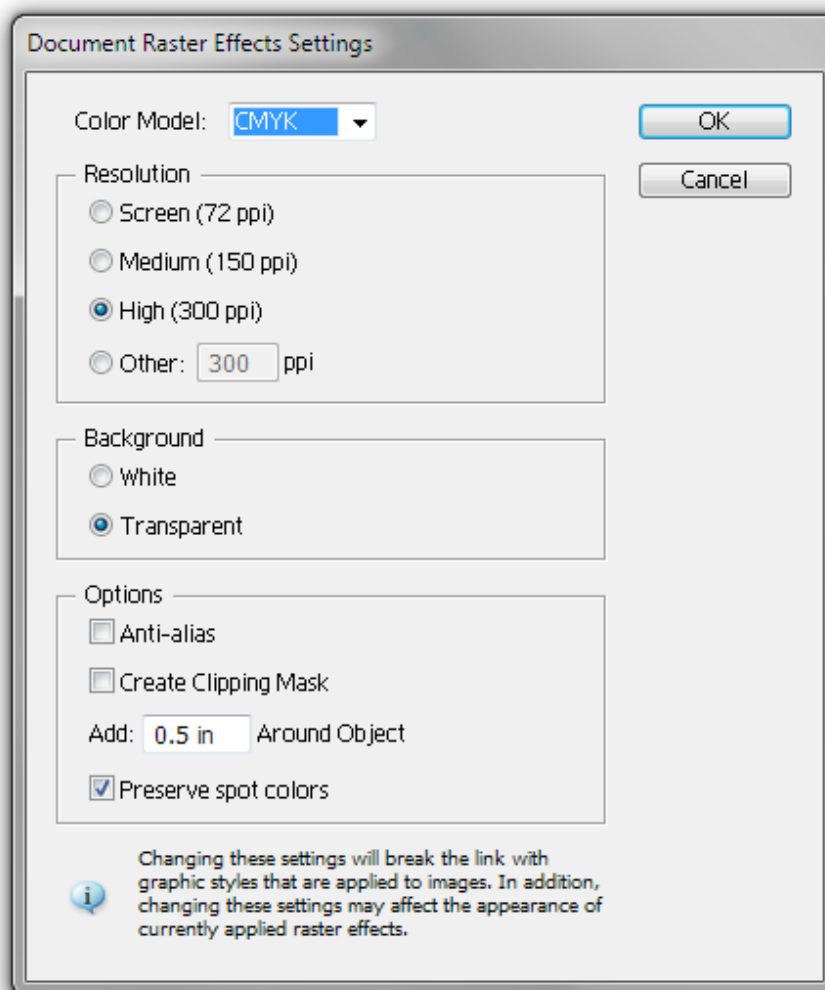 Document Raster Effects Settings
Color Model: CMYK
OK
Resolution
Cancel
Screen (72 ppi)
Medium (150 ppi)
High (300 ppi)
Other: 300 ppi
Background
White
Transparent
Options
Anti-alias
Create Clipping Mask
Add: 0.5 in Around Object
Preserve spot colors
Changing these settings will break the link with
graphic styles that are applied to images. In addition,
changing these settings may affect the appearance of
currently applied raster effects.